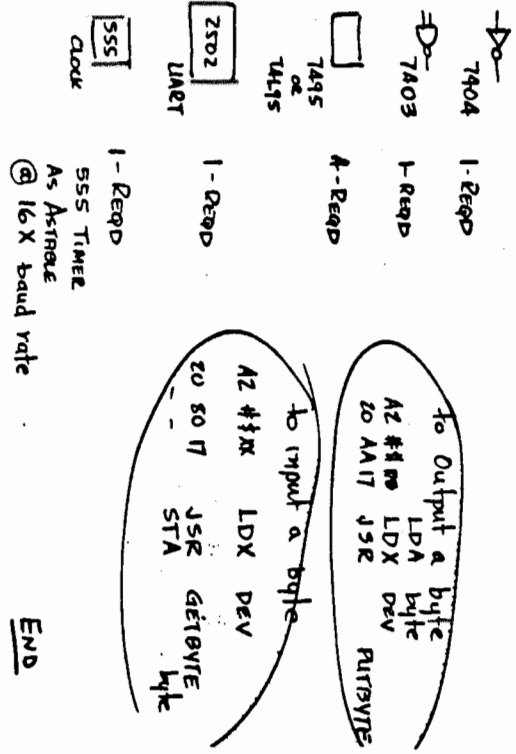 7404 1-REQD
7403 1-REQD
7495
OR
74L95
4-REQD
2502
UART
1-REQD
555
CLOCK
1-REQD
555 TIMER
AS ASTABLE
@ 16X baud rate
to Output a byte
LDA byte
A2 LDX DEV
20 AA 17 JSR PUTBYTE
to input a byte
A2 #$XX LDX DEV
20 80 17 JSR GETBYTE
- - STA byte
END